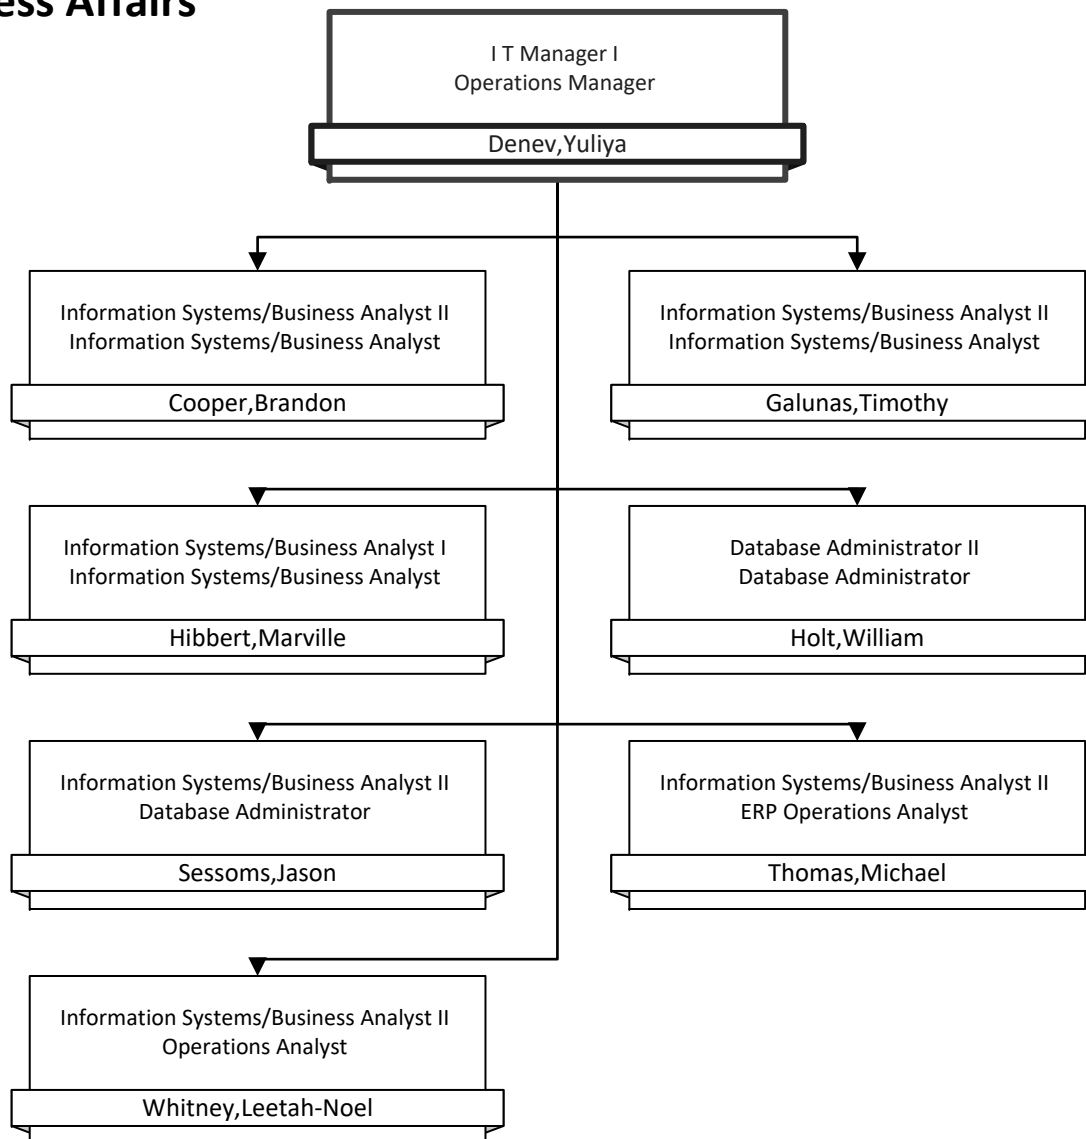 ess Affairs
I T Manager I
Operations Manager
Denev,Yuliya
Information Systems/Business Analyst II
Information Systems/Business Analyst
Cooper,Brandon
Information Systems/Business Analyst II
Information Systems/Business Analyst
Galunas,Timothy
Information Systems/Business Analyst I
Information Systems/Business Analyst
Hibbert,Marville
Database Administrator II
Database Administrator
Holt,William
Information Systems/Business Analyst II
Database Administrator
Sessoms,Jason
Information Systems/Business Analyst II
ERP Operations Analyst
Thomas,Michael
Information Systems/Business Analyst II
Operations Analyst
Whitney,Leetah-Noel